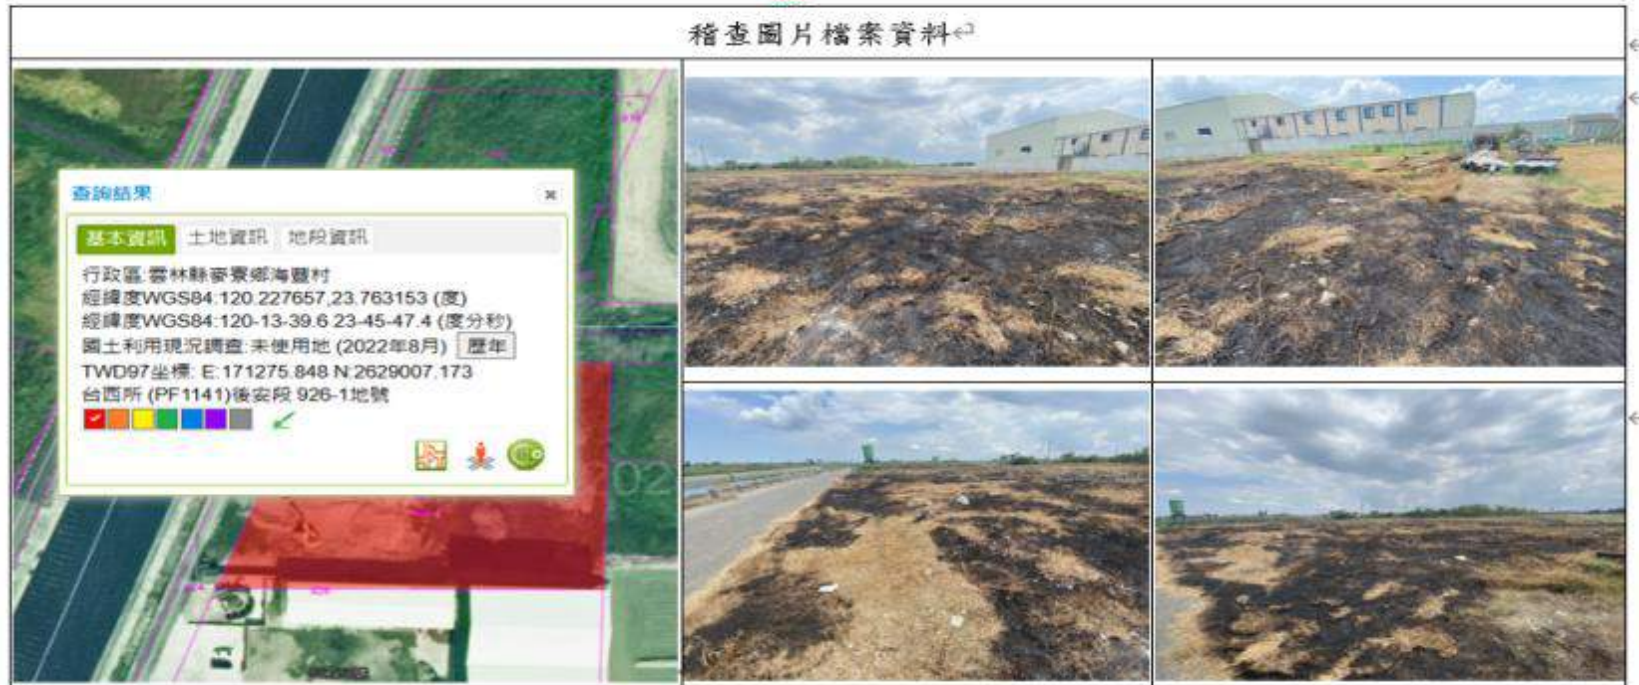 稽查圖片檔案資料
查詢結果
基本資訊 土地資訊 地段資訊
行政區:雲林縣麥寮鄉海豐村
經緯度WGS84:120.227657,23.763153 (度)
經緯度WGS84:120-13-39.6 23-45-47.4 (度分秒)
國土利用現況調查:未使用地 (2022年8月) 歷年
TWD97坐標: E:171275.848 N:2629007.173
台西所 (PF1141)後安段 926-1地號
202